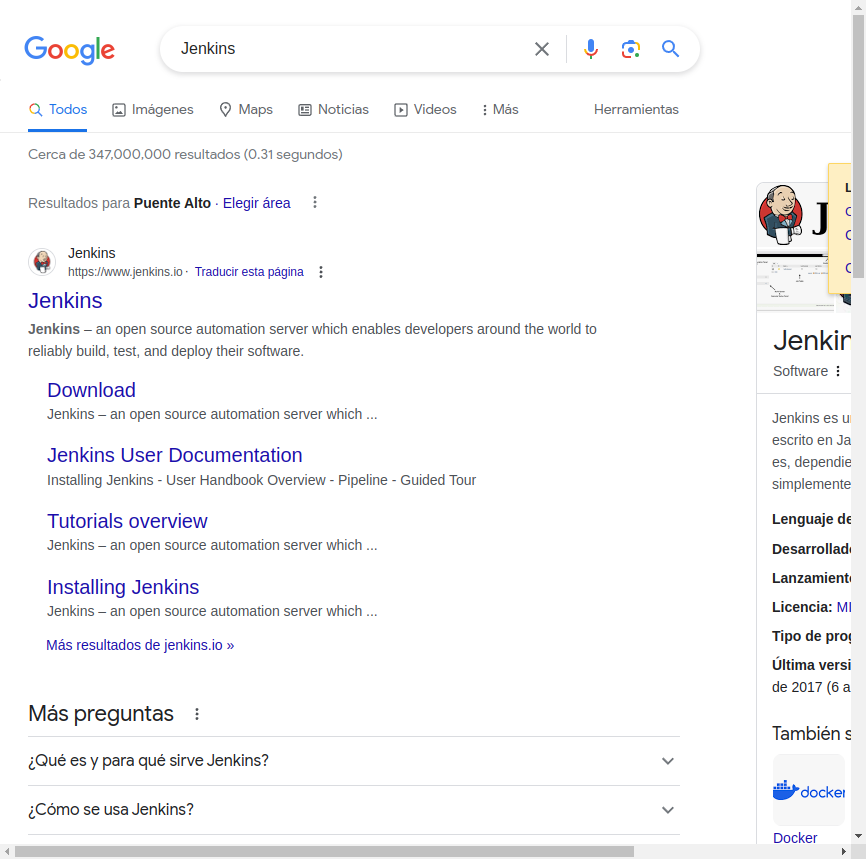 Google
Jenkins
Todos
Imágenes
Maps
Noticias
Videos
Más
Herramientas
Cerca de 347,000,000 resultados (0.31 segundos)
Resultados para Puente Alto · Elegir área
Jenkins
https://www.jenkins.io · Traducir esta página
Jenkins
Jenkins – an open source automation server which enables developers around the world to
reliably build, test, and deploy their software.
Download
Jenkins – an open source automation server which ...
Jenkins User Documentation
Installing Jenkins - User Handbook Overview - Pipeline - Guided Tour
Tutorials overview
Jenkins – an open source automation server which ...
Installing Jenkins
Jenkins – an open source automation server which ...
Más resultados de jenkins.io »
Más preguntas
¿Qué es y para qué sirve Jenkins?
¿Cómo se usa Jenkins?
Jenkin
Software
Jenkins es u
escrito en Ja
es, dependie
simplemente
Lenguaje de
Desarrollad
Lanzamient
Licencia:
Tipo de pro
Última versi
de 2017 (6 a
También s
docker
Docker